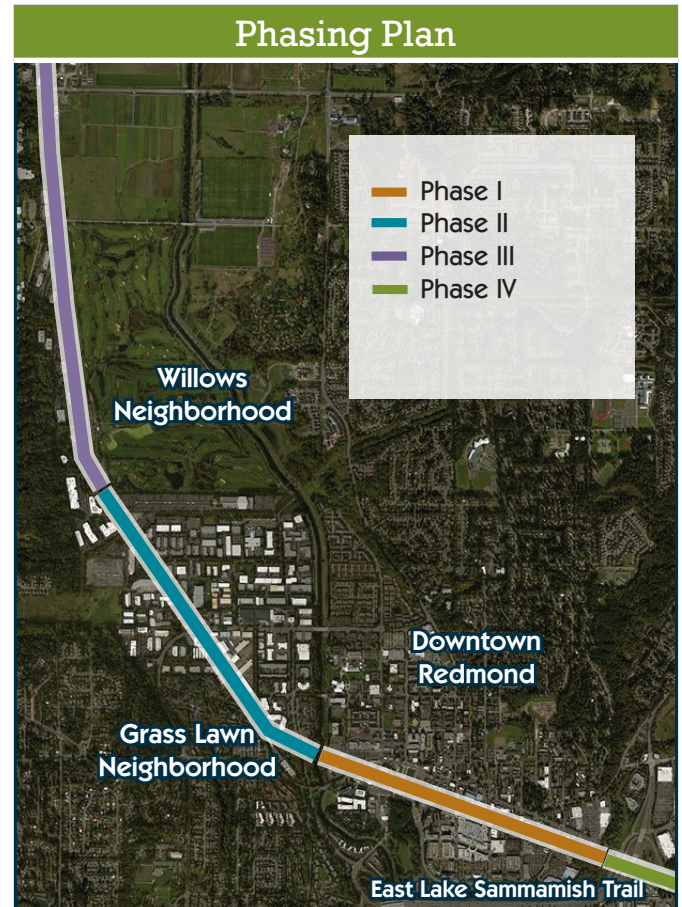 Phasing Plan
Phase I
Phase II
Phase III
Phase IV
Willows
Neighborhood
Downtown
Redmond
Grass Lawn
Neighborhood
East Lake Sammamish Trail